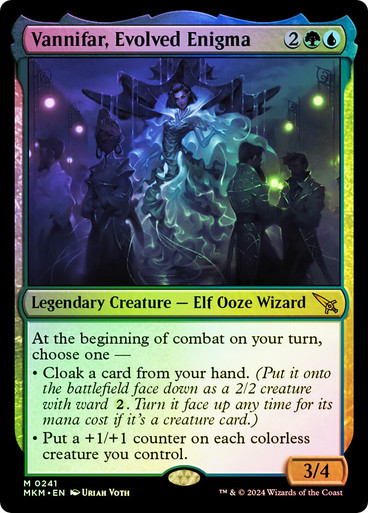 Vannifar, Evolved Enigma 2
Legendary Creature — Elf Ooze Wizard
At the beginning of combat on your turn,
choose one —
• Cloak a card from your hand. (Put it onto
the battlefield face down as a 2/2 creature
with ward 2. Turn it face up any time for its
mana cost if it's a creature card.)
• Put a +1/+1 counter on each colorless
creature you control.
3/4
M 0241
MKM • EN Uriah Voth
™ & © 2024 Wizards of the Coast